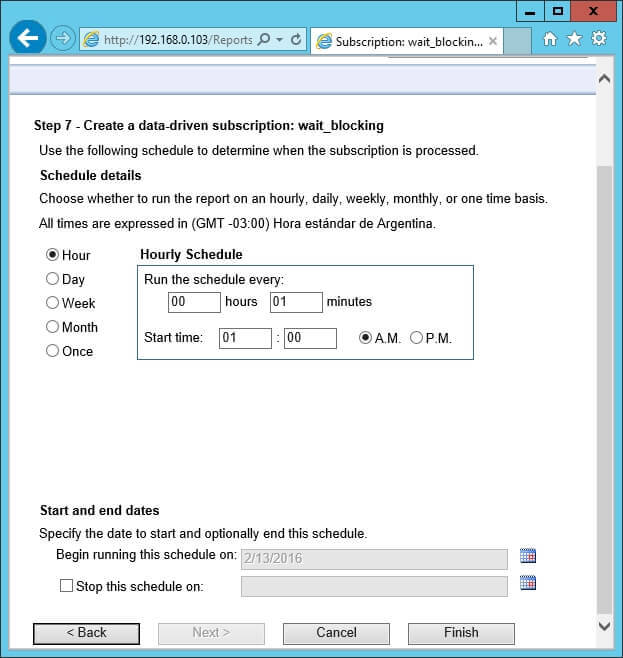 http://192.168.0.103/Reports
Subscription: wait_blockin...
Step 7 - Create a data-driven subscription: wait_blocking
Use the following schedule to determine when the subscription is processed.
Schedule details
Choose whether to run the report on an hourly, daily, weekly, monthly, or one time basis.
All times are expressed in (GMT -03:00) Hora estándar de Argentina.
Hour
Day
Week
Month
Once
Hourly Schedule
Run the schedule every:
00 hours 01 minutes
Start time: 01 : 00 A.M. P.M.
Start and end dates
Specify the date to start and optionally end this schedule.
Begin running this schedule on: 2/13/2016
Stop this schedule on:
< Back Next > Cancel Finish